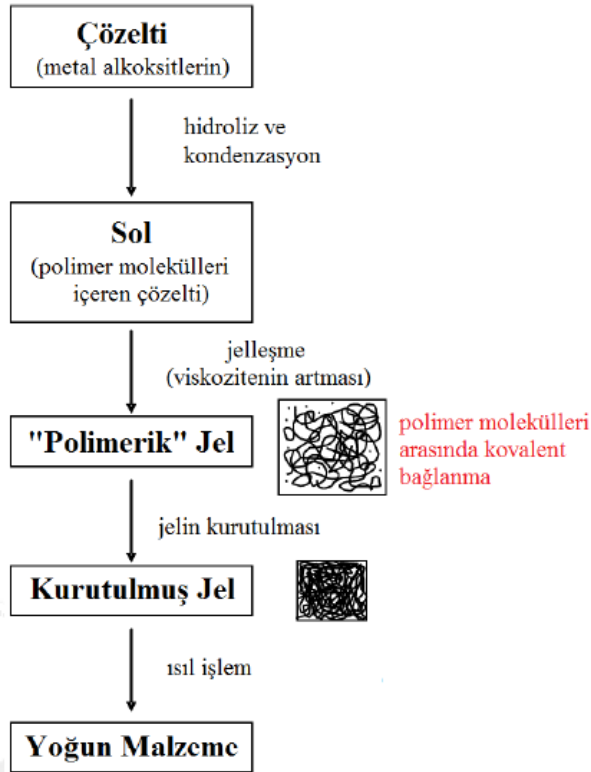 Çözelti
(metal alkoksitlerin)
hidroliz ve
kondenzasyon
Sol
(polimer molekülleri
içeren çözelti)
jelleşme
(viskozitenin artması)
"Polimerik" Jel
polimer molekülleri
arasında kovalent
bağlanma
jelin kurutulması
Kurutulmuş Jel
ısıl işlem
Yoğun Malzeme